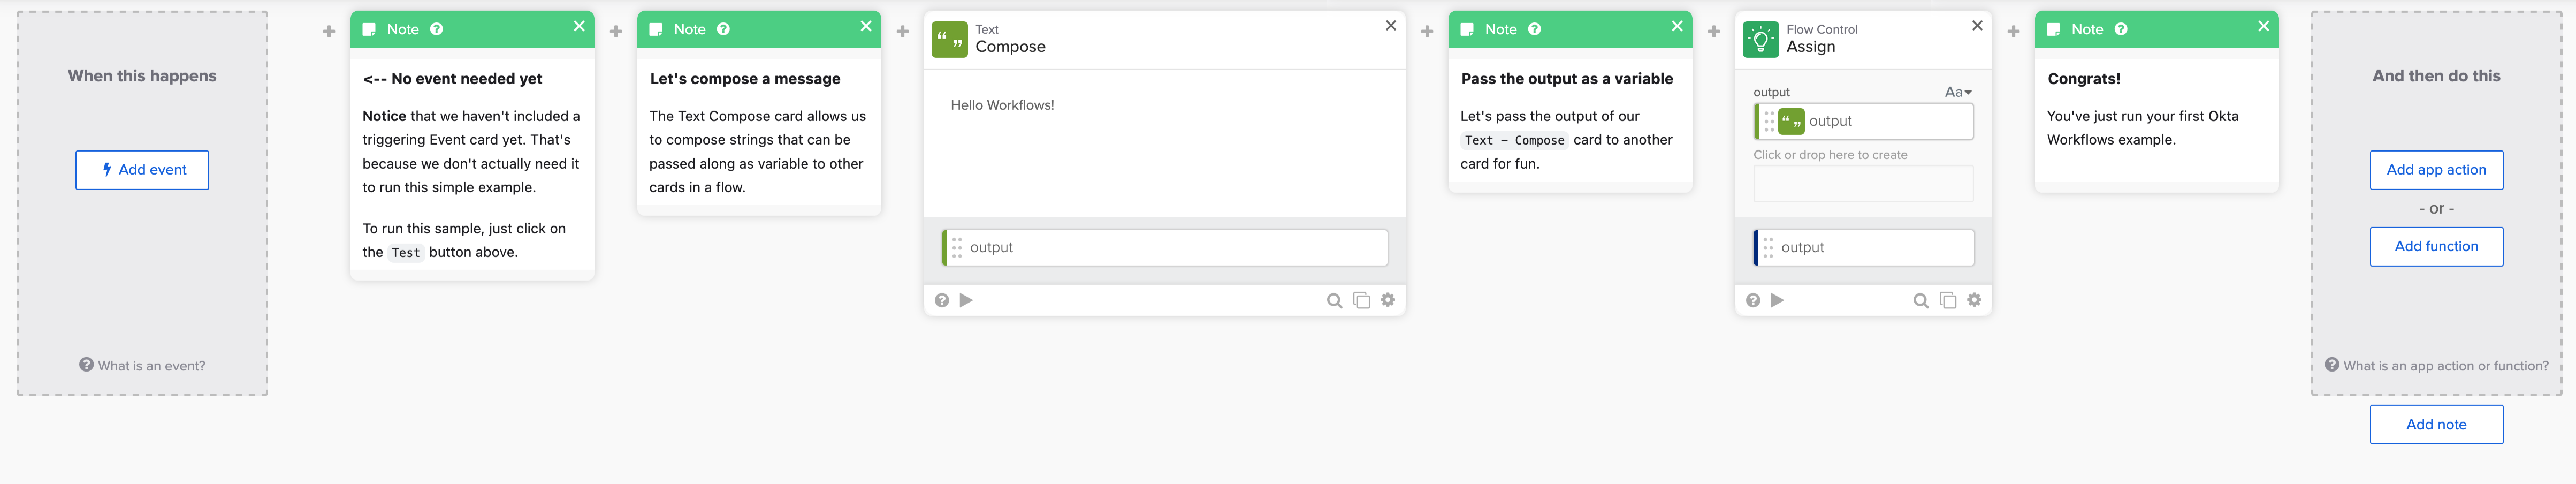 When this happens
Add event
What is an event?
Note
<-- No event needed yet
Notice that we haven't included a
triggering Event card yet. That's
because we don't actually need it
to run this simple example.
To run this sample, just click on
the Test button above.
Note
Let's compose a message
The Text Compose card allows us
to compose strings that can be
passed along as variable to other
cards in a flow.
Text
Compose
Hello Workflows!
output
Note
Pass the output as a variable
Let's pass the output of our
Text - Compose card to another
card for fun.
Flow Control
Assign
output Aa
“ ” output
Click or drop here to create
output
Note
Congrats!
You've just run your first Okta
Workflows example.
And then do this
Add app action
- or -
Add function
What is an app action or function?
Add note